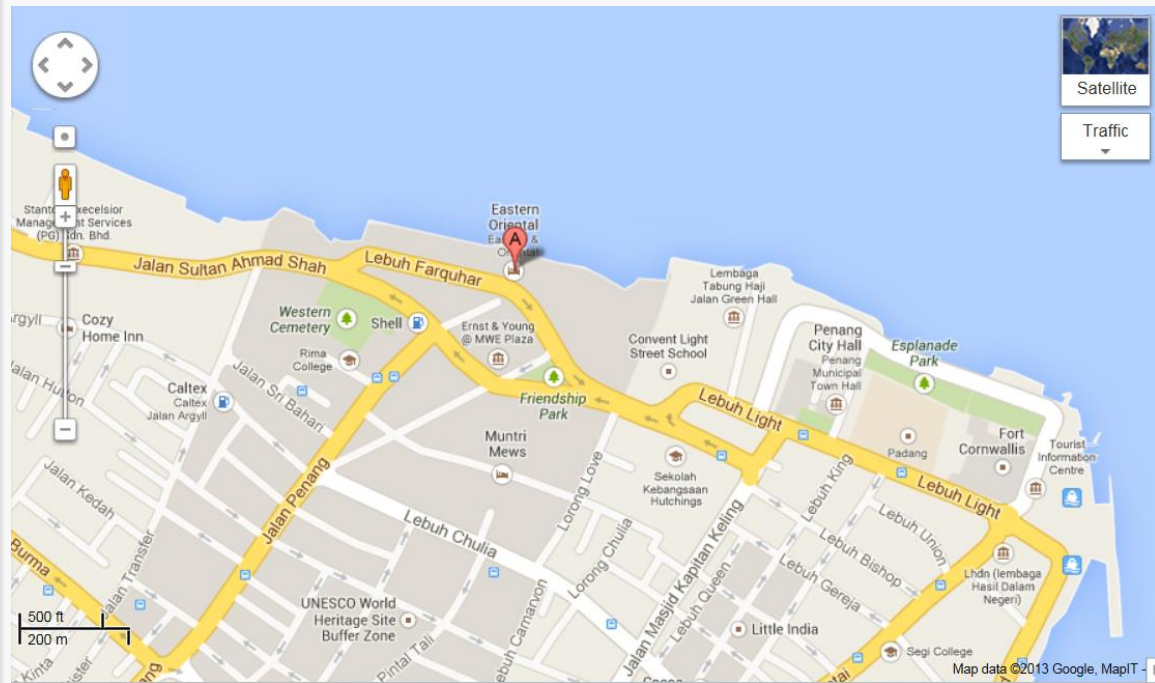 Satellite
Traffic
Eastern
Oriental
A
Management Services
(PG) Sdn. Bhd.
Jalan Sultan Ahmad Shah
Lebuh Farquhar
Lembaga
Tabung Haji
Jalan Green Hall
Western
Cemetery
Shell
Ernst & Young
@ MWE Plaza
Convent Light
Street School
Penang
City Hall
Penang
Municipal
Town Hall
Esplanade
Park
Cozy
Home Inn
Rima
College
Friendship
Park
Lebuh Light
Jalan Hutton
Caltex
Caltex
Jalan Argyll
Jalan Sri Bahari
Muntri
Mews
Sekolah
Kebangsaan
Hutchings
Padang
Fort
Cornwallis
Tourist
Information
Centre
Jalan Kedah
Jalan Penang
Lorong Love
Lebuh King
Lebuh Light
Lebuh Chulia
Lorong Chulia
Jalan Masjid Kapitan Keling
Lebuh Union
Lebuh Bishop
Lebuh Queen
Lebuh Gereja
Burma
Jalan Transfer
Lhdn (lembaga
Hasil Dalam
Negeri)
500 ft
200 m
UNESCO World
Heritage Site
Buffer Zone
Pintal Tali
Lebuh Carnarvon
Little India
Segi College
Map data ©2013 Google, MapIT -